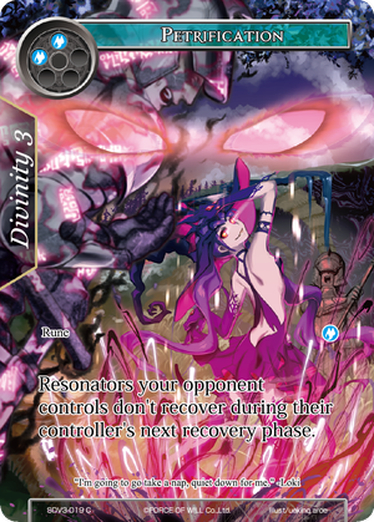 Petrification
Divinity 3
Rune
Resonators your opponent
controls don't recover during their
controller's next recovery phase.
"I'm going to go take a nap, quiet down for me." -Loki
SDV3-019 C ©FORCE OF WILL Co.,Ltd.